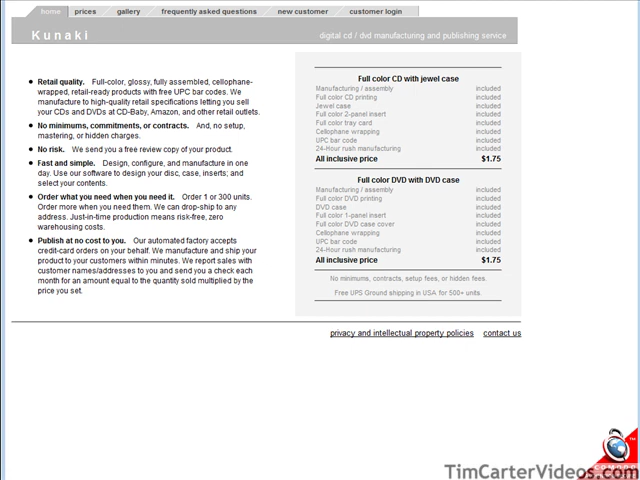 home prices gallery frequently asked questions new customer customer login
Kunaki
digital cd / dvd manufacturing and publishing service
Retail quality. Full-color, glossy, fully assembled, cellophane-
wrapped, retail-ready products with free UPC bar codes. We
manufacture to high-quality retail specifications letting you sell
your CDs and DVDs at CD-Baby, Amazon, and other retail outlets.
No minimums, commitments, or contracts. And, no setup,
mastering, or hidden charges.
No risk. We send you a free review copy of your product.
Fast and simple. Design, configure, and manufacture in one
day. Use our software to design your disc, case, inserts; and
select your contents.
Order what you need when you need it. Order 1 or 300 units.
Order more when you need them. We can drop-ship to any
address. Just-in-time production means risk-free, zero
warehousing costs.
Publish at no cost to you. Our automated factory accepts
credit-card orders on your behalf. We manufacture and ship your
product to your customers within minutes. We report sales with
customer names/addresses to you and send you a check each
month for an amount equal to the quantity sold multiplied by the
price you set.
Full color CD with jewel case
Manufacturing / assembly included
Full color CD printing included
Jewel case included
Full color 2-panel insert included
Full color tray card included
Cellophane wrapping included
UPC bar code included
24-Hour rush manufacturing included
All inclusive price $1.75
Full color DVD with DVD case
Manufacturing / assembly included
Full color DVD printing included
DVD case included
Full color 1-panel insert included
Full color DVD case cover included
Cellophane wrapping included
UPC bar code included
24-Hour rush manufacturing included
All inclusive price $1.75
No minimums, contracts, setup fees, or hidden fees.
Free UPS Ground shipping in USA for 500+ units.
privacy and intellectual property policies contact us
TimCarterVideos.com